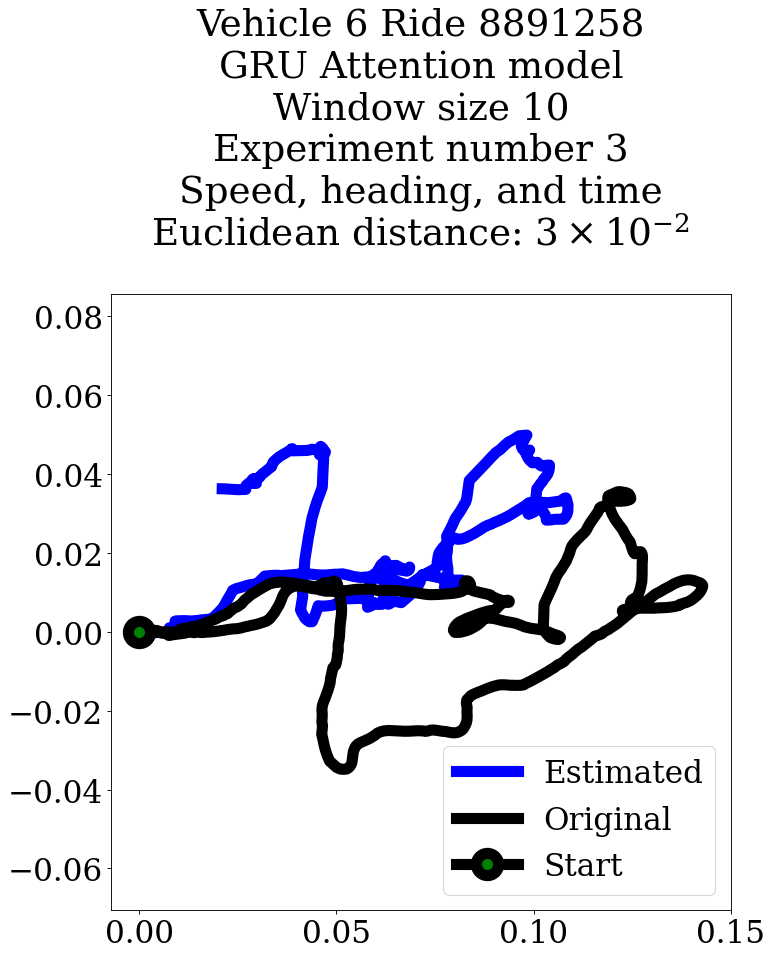 Vehicle 6 Ride 8891258
GRU Attention model
Window size 10
Experiment number 3
Speed, heading, and time
Euclidean distance: 3 × 10⁻²
0.08
0.06
0.04
0.02
0.00
−0.02
−0.04
−0.06
0.00 0.05 0.10 0.15
Estimated
Original
Start